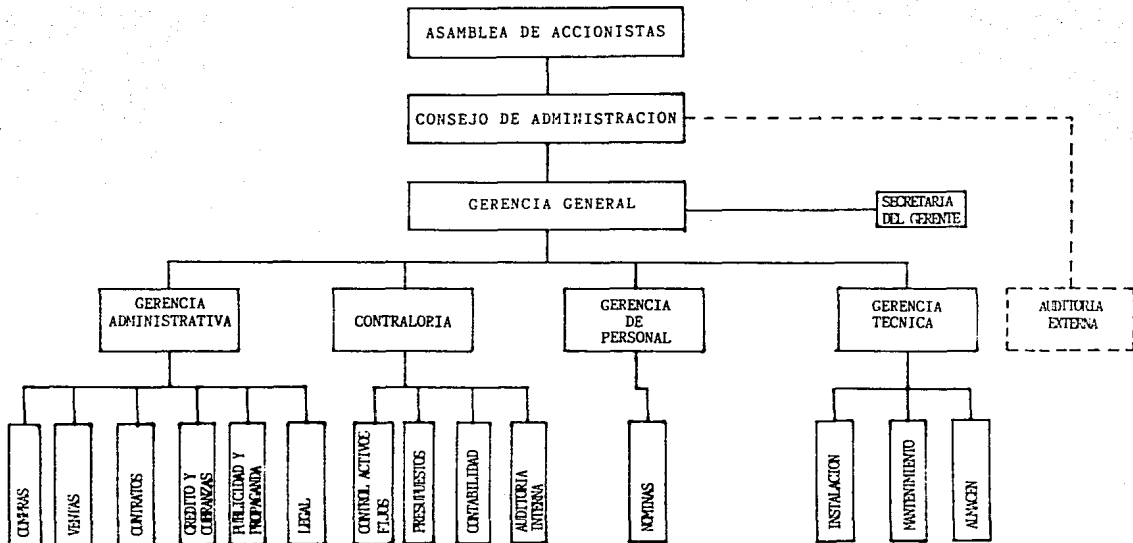 ASAMBLEA DE ACCIONISTAS
CONSEJO DE ADMINISTRACION
GERENCIA GENERAL
SECRETARIA
DEL GERENTE
GERENCIA
ADMINISTRATIVA
CONTRALORIA
GERENCIA
DE
PERSONAL
GERENCIA
TECNICA
AUDITORIA
EXTERNA
COMPRAS
VENTAS
CONTRATOS
CREDITO Y
COBRANZAS
PUBLICIDAD Y
PROPAGANDA
LEGAL
CONTROL ACTIVOS
FIJOS
PRESUPUESTOS
CONTABILIDAD
AUDITORIA
INTERNA
NOMINAS
INSTALACION
MANTENIMIENTO
ALMACEN